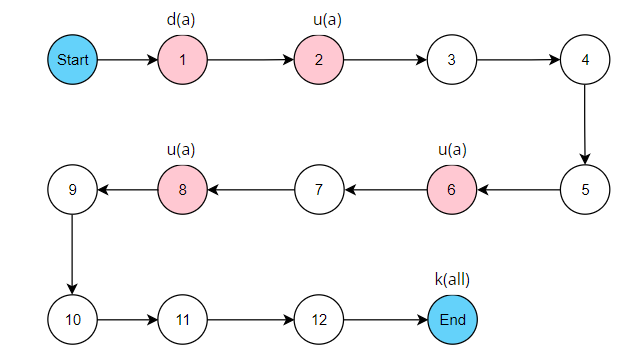 d(a) u(a)
Start 1 2 3 4
u(a) u(a)
9 8 7 6 5
k(all)
10 11 12 End